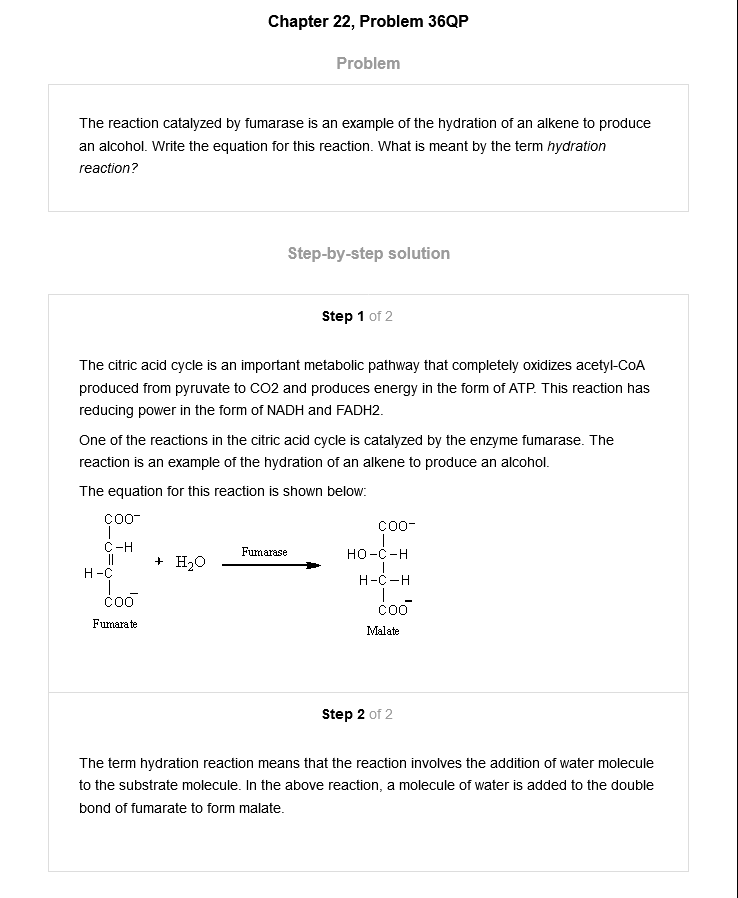 Chapter 22, Problem 36QP
Problem
The reaction catalyzed by fumarase is an example of the hydration of an alkene to produce
an alcohol. Write the equation for this reaction. What is meant by the term hydration
reaction?
Step-by-step solution
Step 1 of 2
The citric acid cycle is an important metabolic pathway that completely oxidizes acetyl-CoA
produced from pyruvate to CO2 and produces energy in the form of ATP. This reaction has
reducing power in the form of NADH and FADH2.
One of the reactions in the citric acid cycle is catalyzed by the enzyme fumarase. The
reaction is an example of the hydration of an alkene to produce an alcohol.
The equation for this reaction is shown below:
COO⁻
C-H
H-C
COO⁻
Fumarate
+ H₂O
Fumarase
COO⁻
HO-C-H
H-C-H
COO⁻
Malate
Step 2 of 2
The term hydration reaction means that the reaction involves the addition of water molecule
to the substrate molecule. In the above reaction, a molecule of water is added to the double
bond of fumarate to form malate.